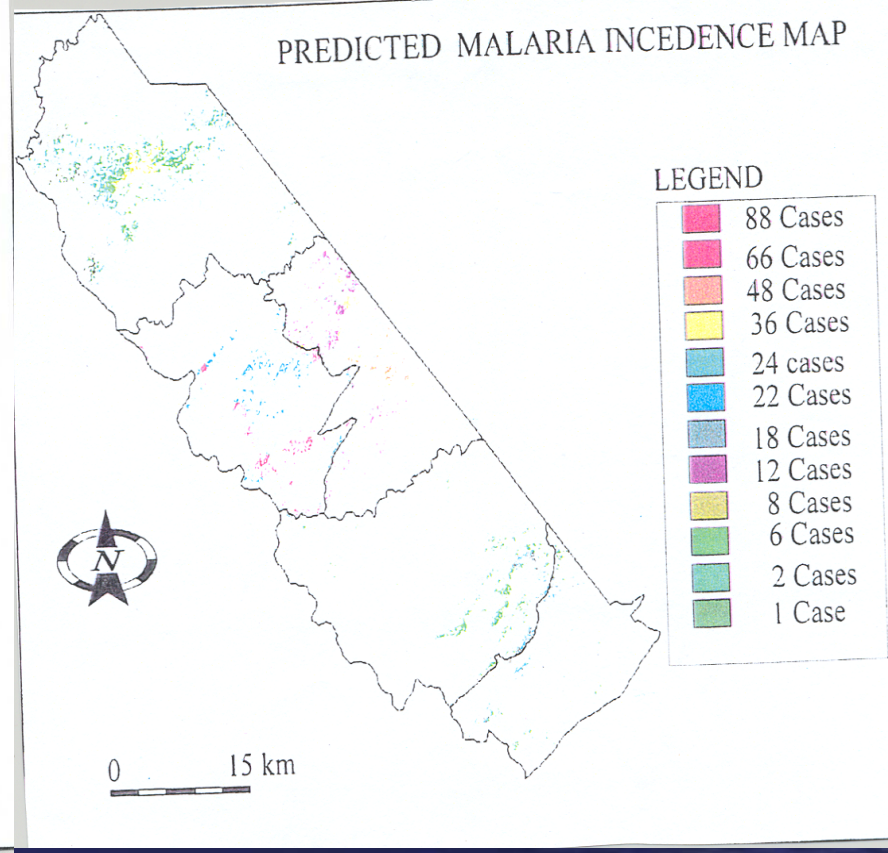 PREDICTED MALARIA INCEDENCE MAP
LEGEND
88 Cases
66 Cases
48 Cases
36 Cases
24 cases
22 Cases
18 Cases
12 Cases
8 Cases
6 Cases
2 Cases
1 Case
N
0 15 km